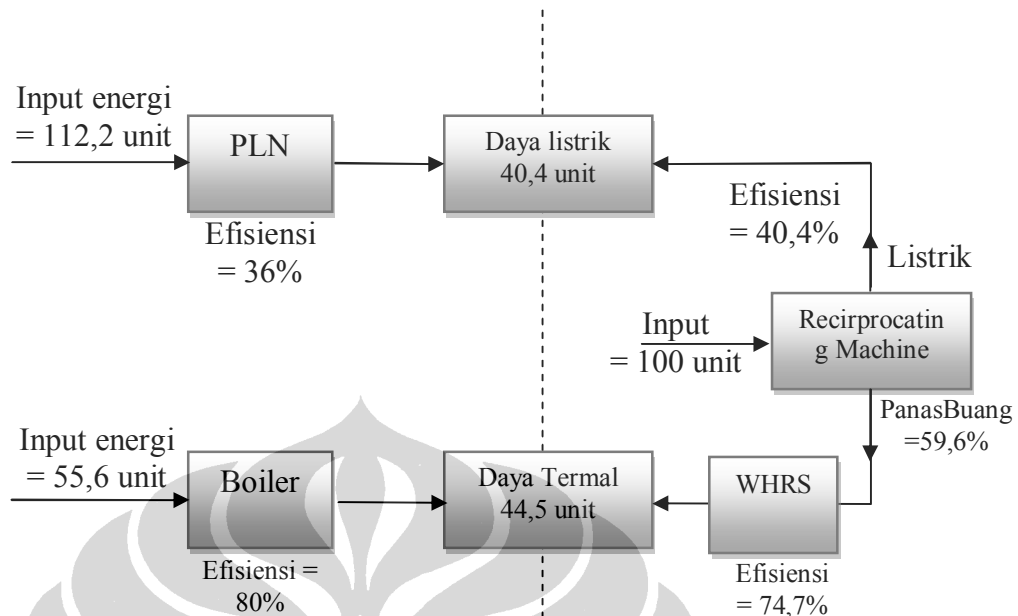 Input energi
= 112,2 unit
PLN
Efisiensi
= 36%
Daya listrik
40,4 unit
Efisiensi
= 40,4%
Listrik
Input
= 100 unit
Recirprocatin
g Machine
PanasBuang
=59,6%
Input energi
= 55,6 unit
Boiler
Efisiensi =
80%
Daya Termal
44,5 unit
WHRS
Efisiensi
= 74,7%